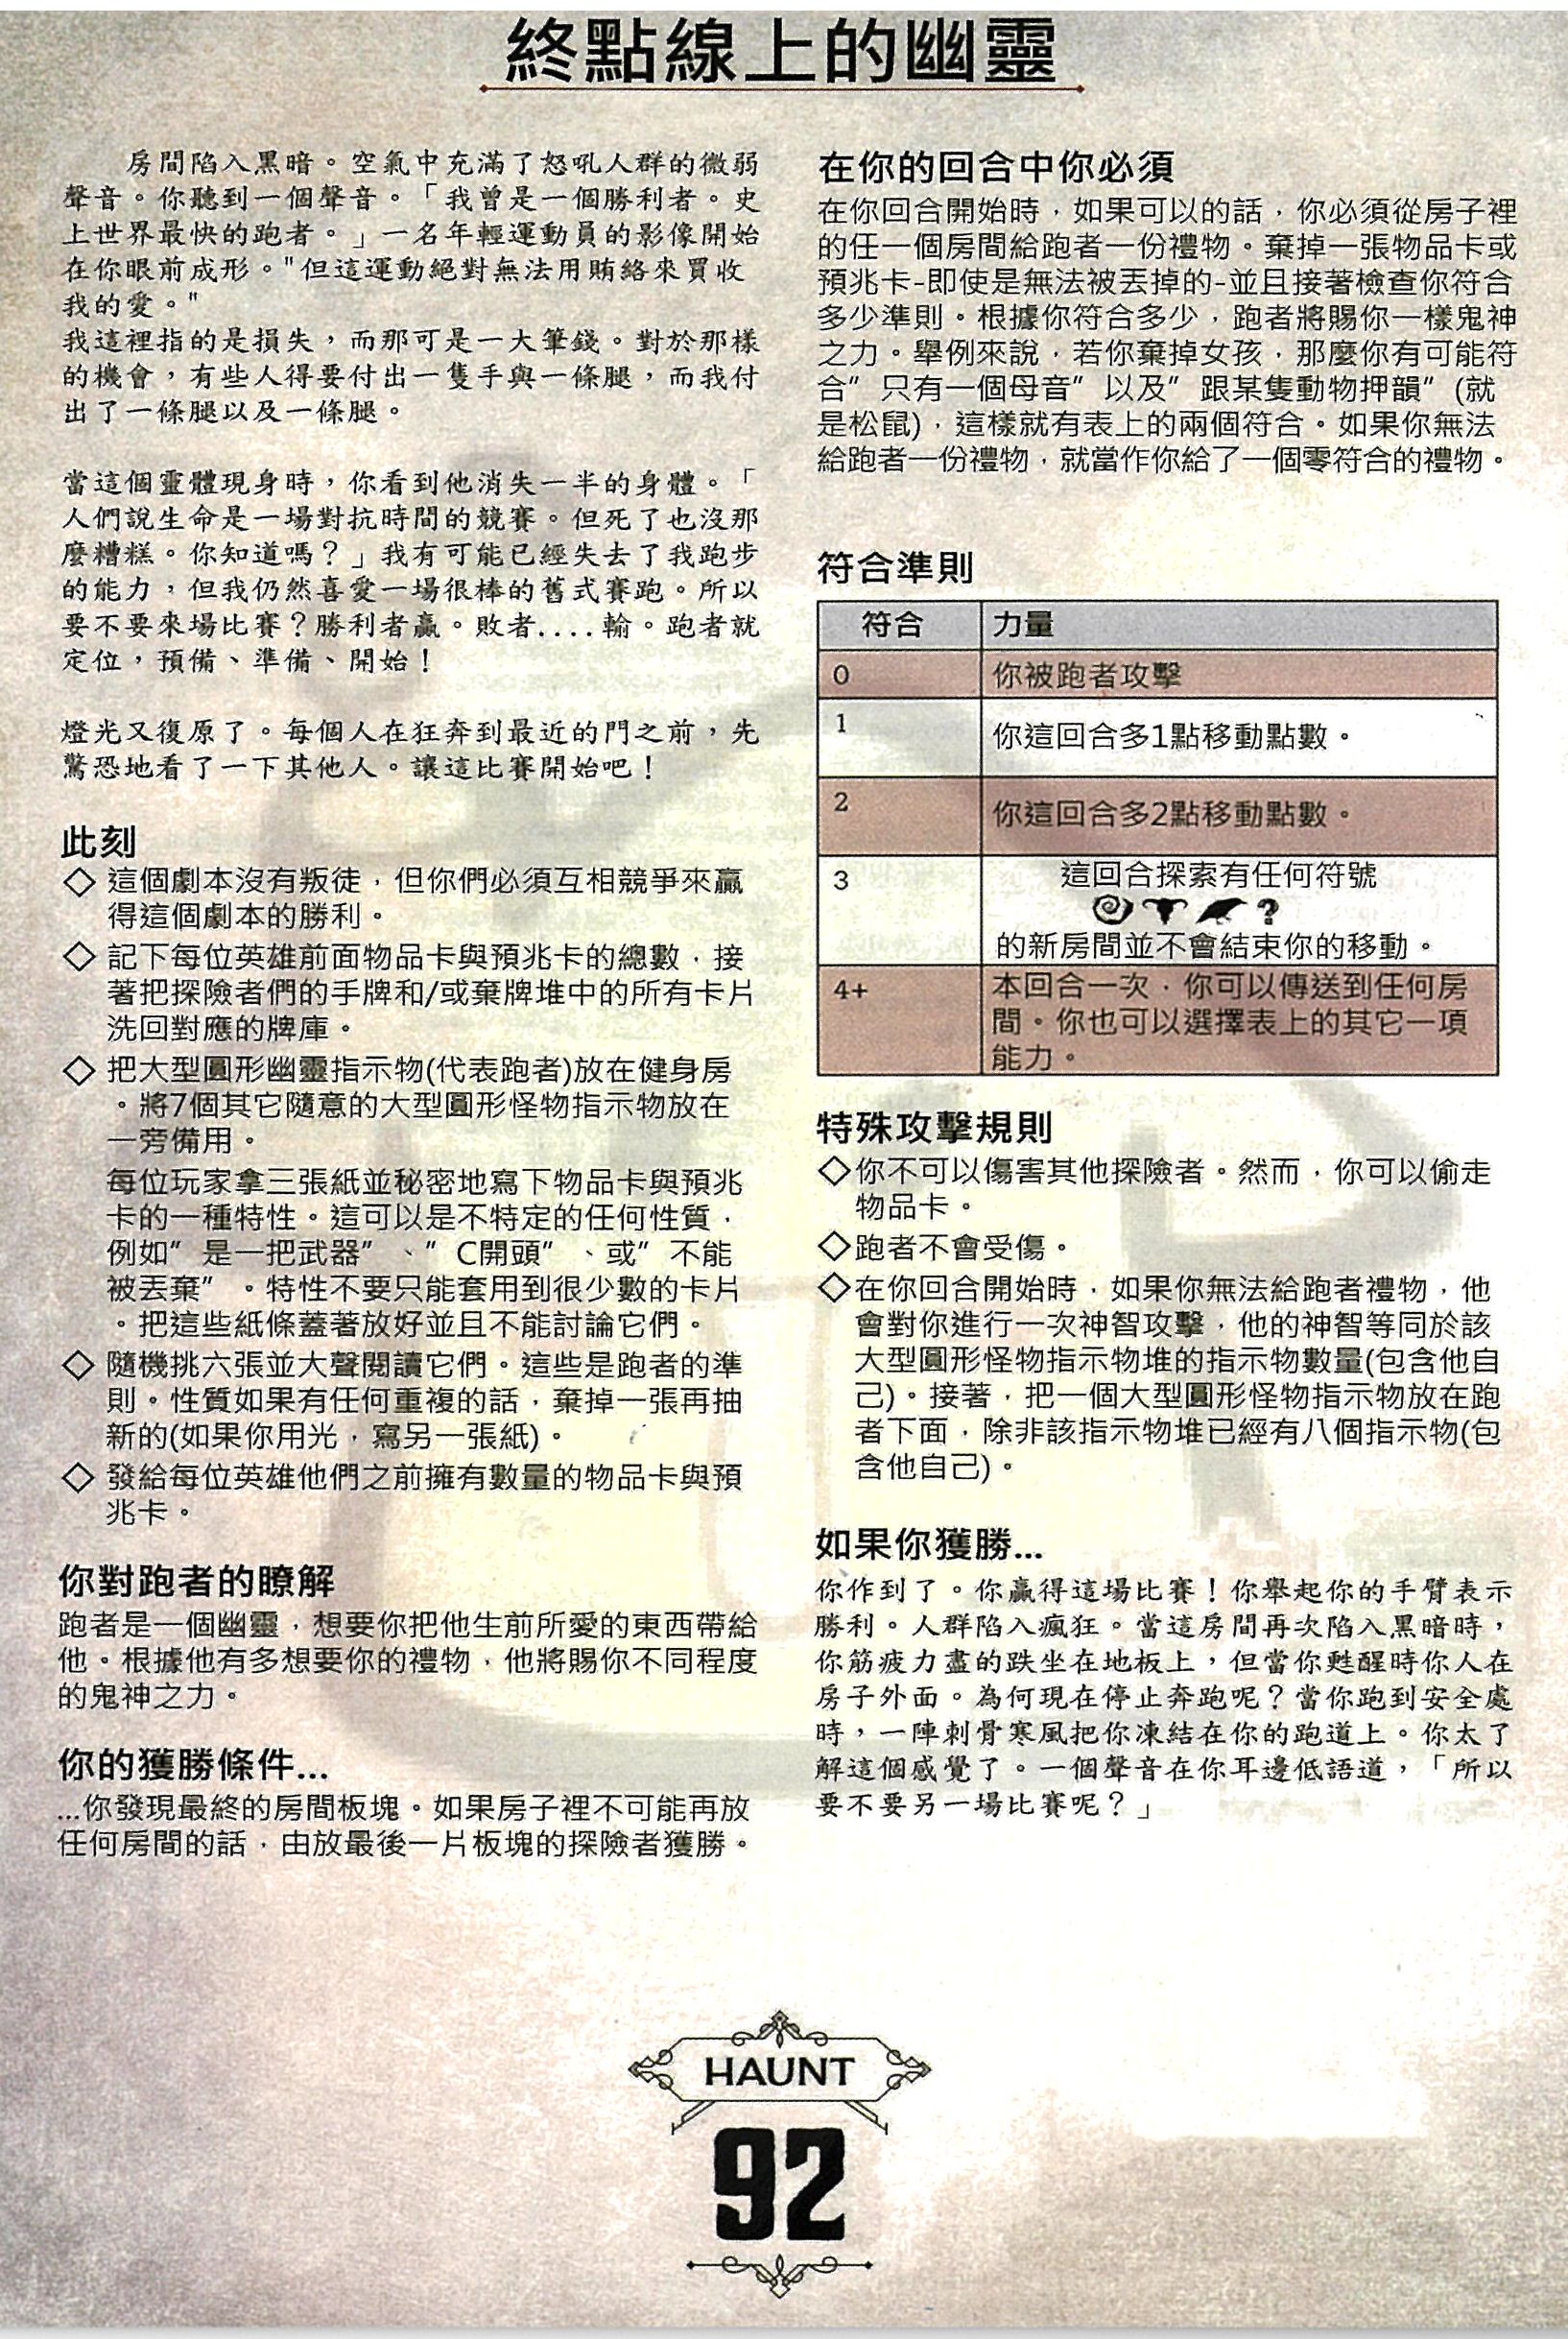 終點線上的幽靈
房間陷入黑暗。空氣中充滿了怒吼人群的微弱
聲音。你聽到一個聲音。「我曾是一個勝利者。史
上世界最快的跑者。」一名年輕運動員的影像開始
在你眼前成形。"但這運動絕對無法用賄絡來買收
我的愛。"
我這裡指的是損失，而那可是一大筆錢。對於那樣
的機會，有些人得要付出一隻手與一條腿，而我付
出了一條腿以及一條腿。
當這個靈體現身時，你看到他消失一半的身體。「
人們說生命是一場對抗時間的競賽。但死了也沒那
麼糟糕。你知道嗎？」我有可能已經失去了我跑步
的能力，但我仍然喜愛一場很棒的舊式賽跑。所以
要不要來場比賽？勝利者贏。敗者....輸。跑者就
定位，預備、準備、開始！
燈光又復原了。每個人在狂奔到最近的門之前，先
驚恐地看了一下其他人。讓這比賽開始吧！
此刻
◇ 這個劇本沒有叛徒，但你們必須互相競爭來贏
得這個劇本的勝利。
◇ 記下每位英雄前面物品卡與預兆卡的總數，接
著把探險者們的手牌和/或棄牌堆中的所有卡片
洗回對應的牌庫。
◇ 把大型圓形幽靈指示物(代表跑者)放在健身房
。將7個其它隨意的大型圓形怪物指示物放在
一旁備用。
每位玩家拿三張紙並秘密地寫下物品卡與預兆
卡的一種特性。這可以是不特定的任何性質，
例如”是一把武器”、”C開頭”、或”不能
被丟棄”。特性不要只能套用到很少數的卡片
。把這些紙條蓋著放好並且不能討論它們。
◇ 隨機挑六張並大聲閱讀它們。這些是跑者的準
則。性質如果有任何重複的話，棄掉一張再抽
新的(如果你用光，寫另一張紙)。
◇ 發給每位英雄他們之前擁有數量的物品卡與預
兆卡。
你對跑者的瞭解
跑者是一個幽靈，想要你把他生前所愛的東西帶給
他。根據他有多想要你的禮物，他將賜你不同程度
的鬼神之力。
你的獲勝條件...
...你發現最終的房間板塊。如果房子裡不可能再放
任何房間的話，由放最後一片板塊的探險者獲勝。
在你的回合中你必須
在你回合開始時，如果可以的話，你必須從房子裡
的任一個房間給跑者一份禮物。棄掉一張物品卡或
預兆卡-即使是無法被丟掉的-並且接著檢查你符合
多少準則。根據你符合多少，跑者將賜你一樣鬼神
之力。舉例來說，若你棄掉女孩，那麼你有可能符
合”只有一個母音”以及”跟某隻動物押韻”(就
是松鼠)，這樣就有表上的兩個符合。如果你無法
給跑者一份禮物，就當作你給了一個零符合的禮物。
符合準則
符合 力量
0 你被跑者攻擊
1 你這回合多1點移動點數。
2 你這回合多2點移動點數。
3 這回合探索有任何符號
?
的新房間並不會結束你的移動。
4+ 本回合一次，你可以傳送到任何房
間。你也可以選擇表上的其它一項
能力。
特殊攻擊規則
◇你不可以傷害其他探險者。然而，你可以偷走
物品卡。
◇跑者不會受傷。
◇在你回合開始時，如果你無法給跑者禮物，他
會對你進行一次神智攻擊，他的神智等同於該
大型圓形怪物指示物堆的指示物數量(包含他自
己)。接著，把一個大型圓形怪物指示物放在跑
者下面，除非該指示物堆已經有八個指示物(包
含他自己)。
如果你獲勝...
你作到了。你贏得這場比賽！你舉起你的手臂表示
勝利。人群陷入瘋狂。當這房間再次陷入黑暗時，
你筋疲力盡的跌坐在地板上，但當你甦醒時你人在
房子外面。為何現在停止奔跑呢？當你跑到安全處
時，一陣刺骨寒風把你凍結在你的跑道上。你太了
解這個感覺了。一個聲音在你耳邊低語道，「所以
要不要另一場比賽呢？」
HAUNT
92